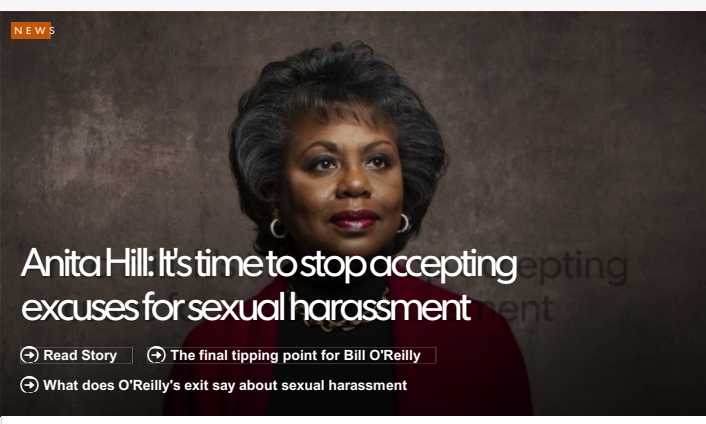 NEWS
Anita Hill: It's time to stop accepting
excuses for sexual harassment
Read Story
The final tipping point for Bill O'Reilly
What does O'Reilly's exit say about sexual harassment